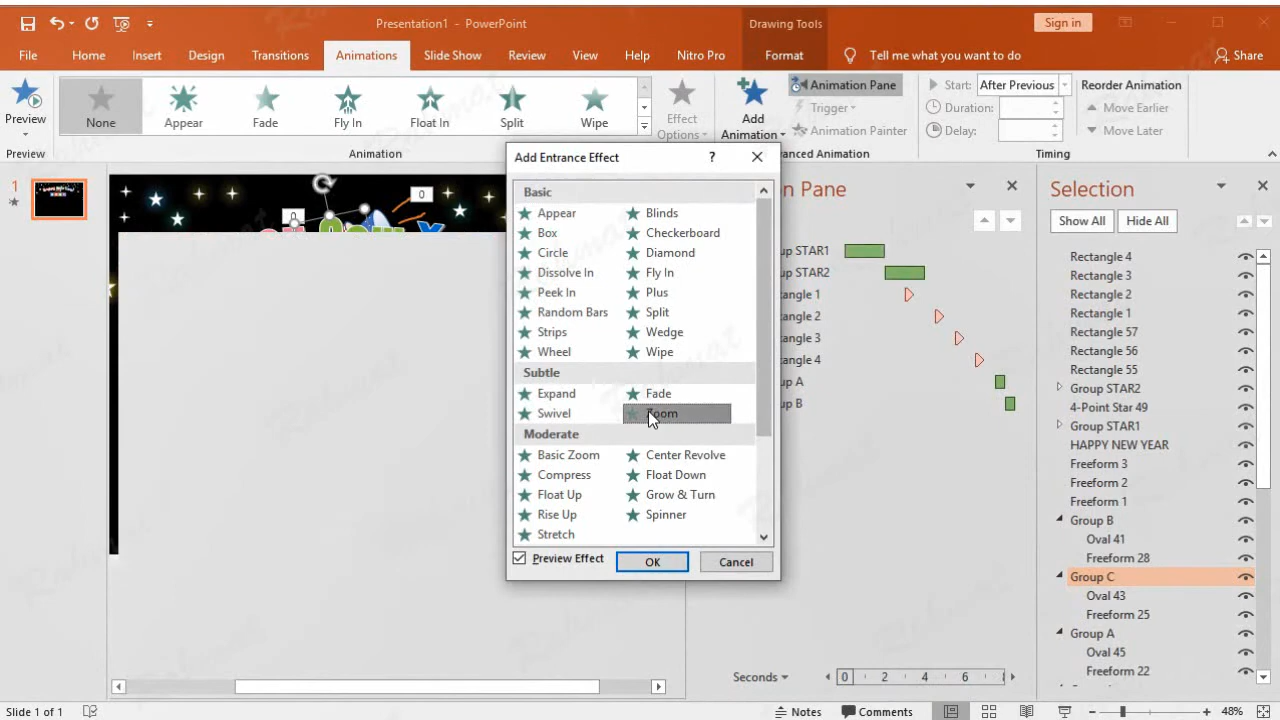 Presentation1 - PowerPoint
Drawing Tools
Sign in
File Home Insert Design Transitions Animations Slide Show Review View Help Nitro Pro Format Tell me what you want to do Share
Preview
None Appear Fade Fly In Float In Split Wipe
Effect Options
Add Animation
Animation Pane
Trigger
Animation Painter
Start: After Previous
Duration:
Delay:
Reorder Animation
Move Earlier
Move Later
Preview Animation vanced Animation Timing
Add Entrance Effect ?
Basic
Appear Blinds
Box Checkerboard
Circle Diamond
Dissolve In Fly In
Peek In Plus
Random Bars Split
Strips Wedge
Wheel Wipe
Subtle
Expand Fade
Swivel Zoom
Moderate
Basic Zoom Center Revolve
Compress Float Down
Float Up Grow & Turn
Rise Up Spinner
Stretch
Preview Effect OK Cancel
1
0
0
n Pane
up STAR1
up STAR2
tangle 1
tangle 2
tangle 3
tangle 4
up A
up B
Seconds 0 2 4 6
Selection
Show All Hide All
Rectangle 4
Rectangle 3
Rectangle 2
Rectangle 1
Rectangle 57
Rectangle 56
Rectangle 55
Group STAR2
4-Point Star 49
Group STAR1
HAPPY NEW YEAR
Freeform 3
Freeform 2
Freeform 1
Group B
Oval 41
Freeform 28
Group C
Oval 43
Freeform 25
Group A
Oval 45
Freeform 22
Slide 1 of 1 Notes Comments 48%